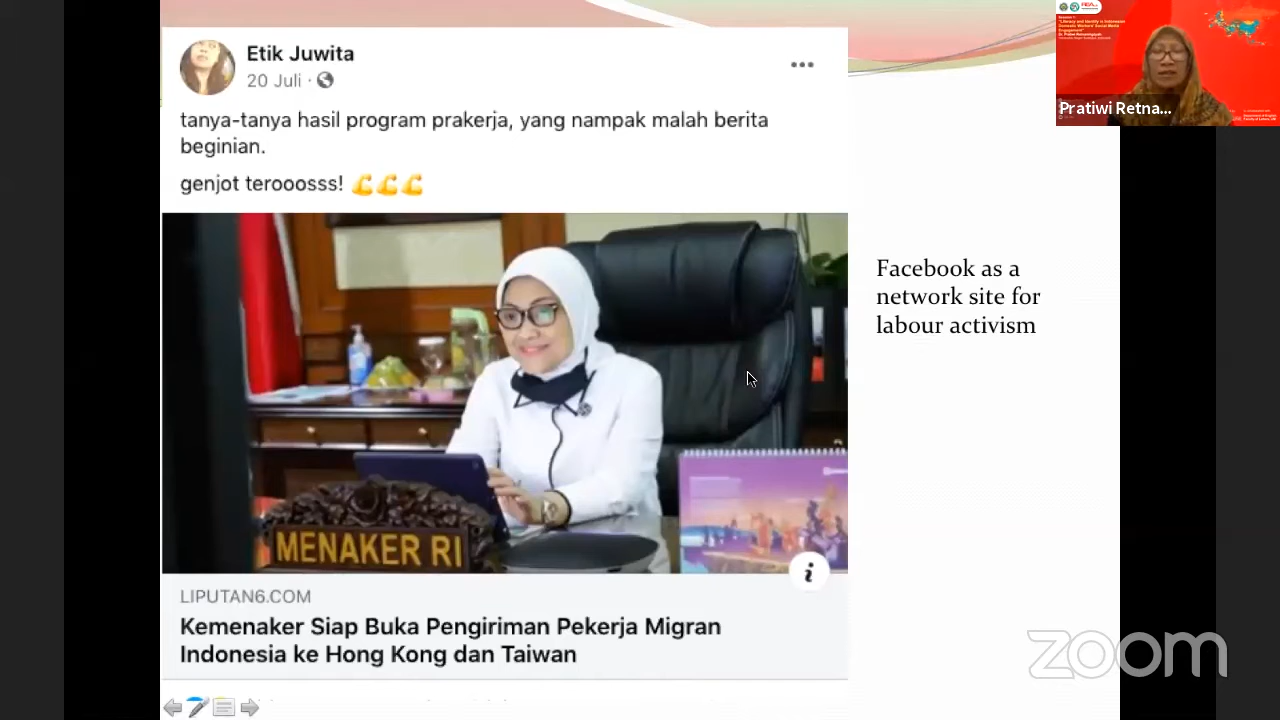 Etik Juwita
20 Juli ·
tanya-tanya hasil program prakerja, yang nampak malah berita
beginian.
genjot terooosss! 💪💪💪
MENAKER RI
LIPUTAN6.COM
Kemenaker Siap Buka Pengiriman Pekerja Migran
Indonesia ke Hong Kong dan Taiwan
Facebook as a
network site for
labour activism
Pratiwi Retna...
zoom